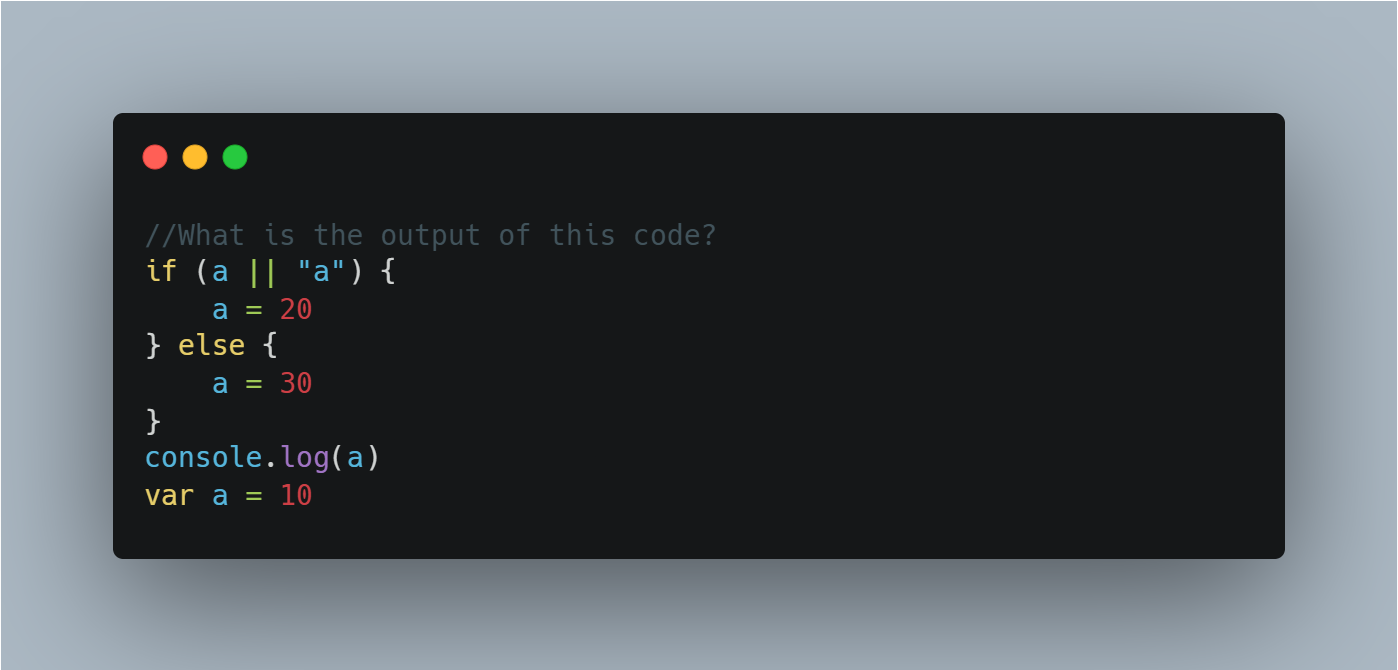 //What is the output of this code?
if (a || "a") {
    a = 20
} else {
    a = 30
}
console.log(a)
var a = 10